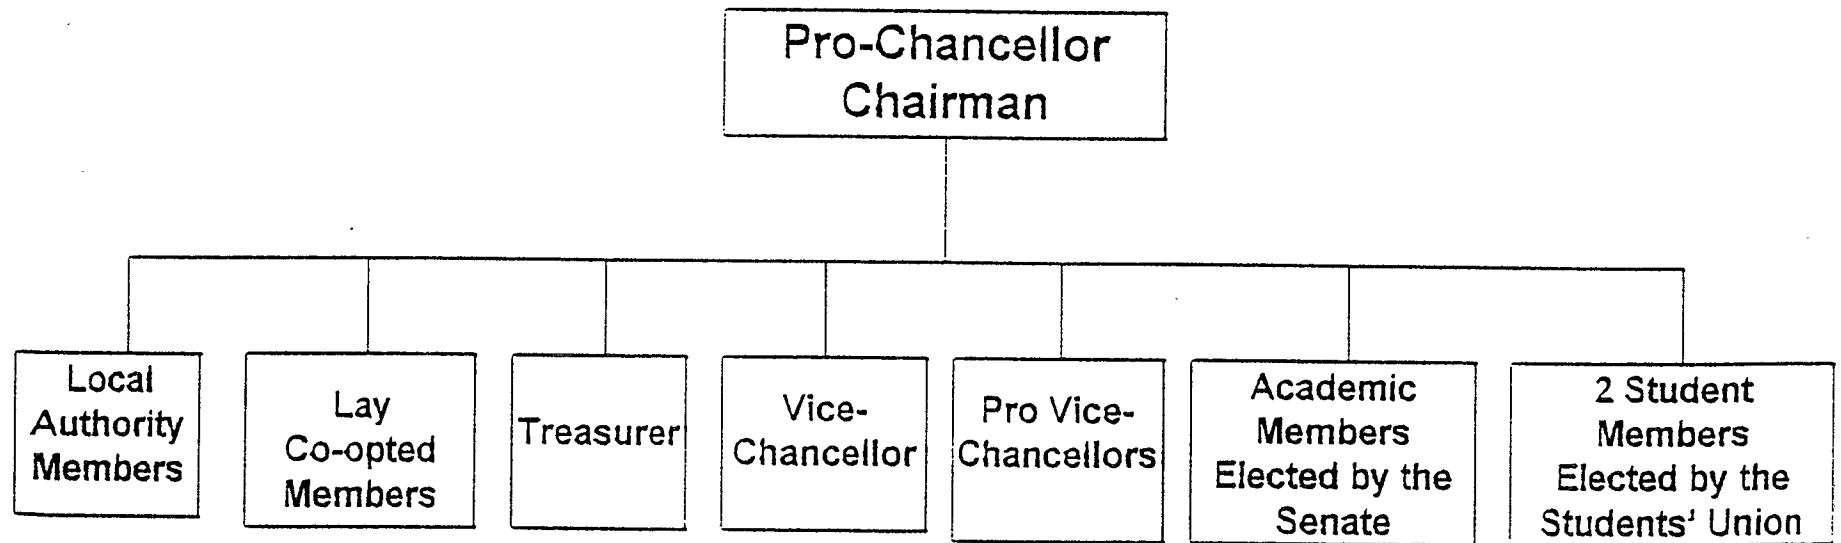 Pro-Chancellor
Chairman
Local
Authority
Members
Lay
Co-opted
Members
Treasurer
Vice-
Chancellor
Pro Vice-
Chancellors
Academic
Members
Elected by the
Senate
2 Student
Members
Elected by the
Students' Union